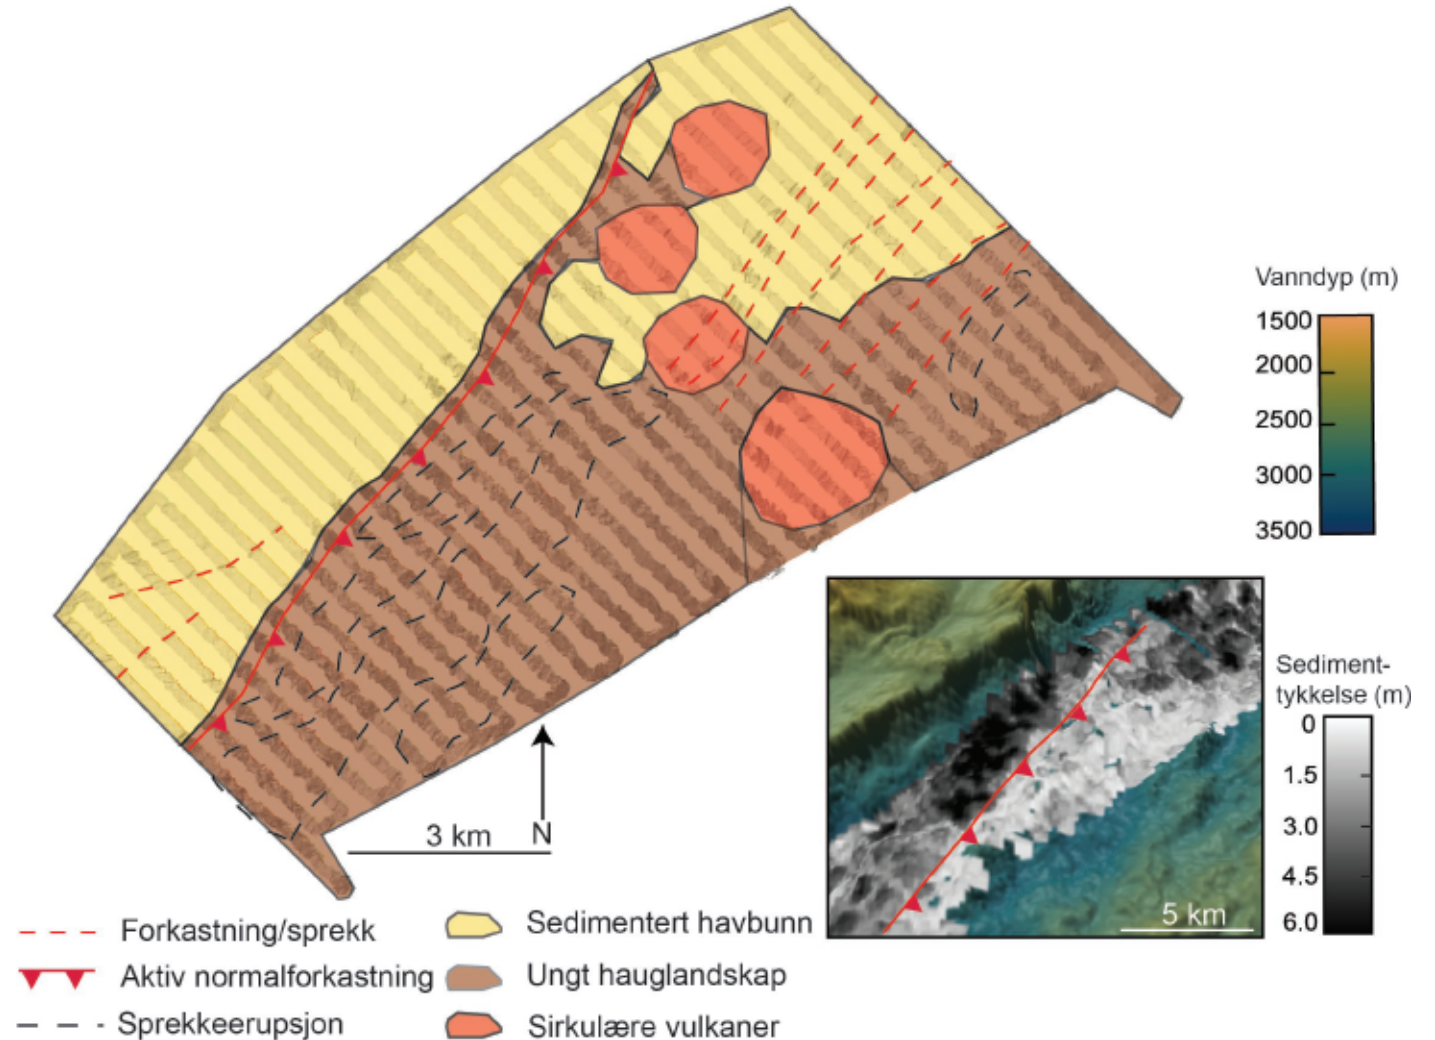 Vanndyp (m)
1500
2000
2500
3000
3500
Sediment-
tykkelse (m)
0
1.5
3.0
4.5
6.0
5 km
3 km
N
Forkastning/sprekk
Aktiv normalforkastning
Sprekkeerupsjon
Sedimentert havbunn
Ungt hauglandskap
Sirkulære vulkaner